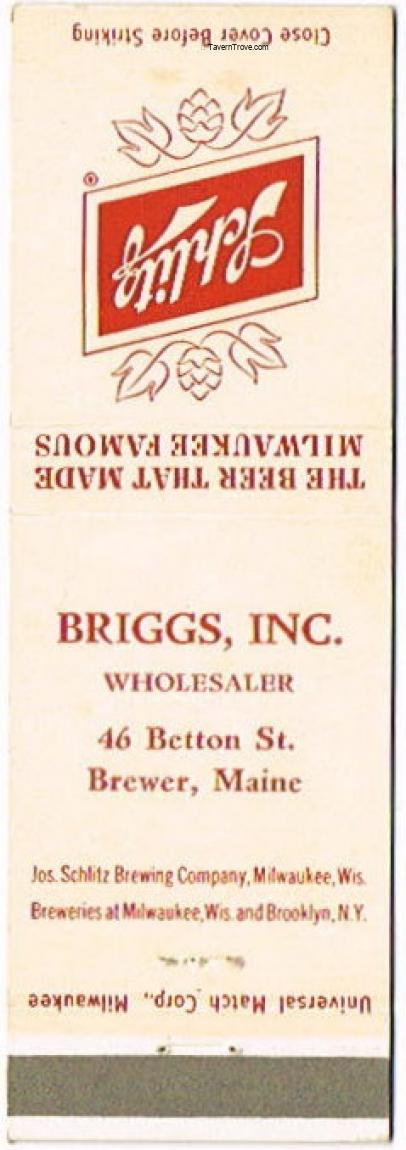 Close Cover Before Striking
TavernTrove.com
Schlitz
®
THE BEER THAT MADE
MILWAUKEE FAMOUS
BRIGGS, INC.
WHOLESALER
46 Betton St.
Brewer, Maine
Jos. Schlitz Brewing Company, Milwaukee, Wis.
Breweries at Milwaukee, Wis. and Brooklyn, N.Y.
Universal Match Corp., Milwaukee